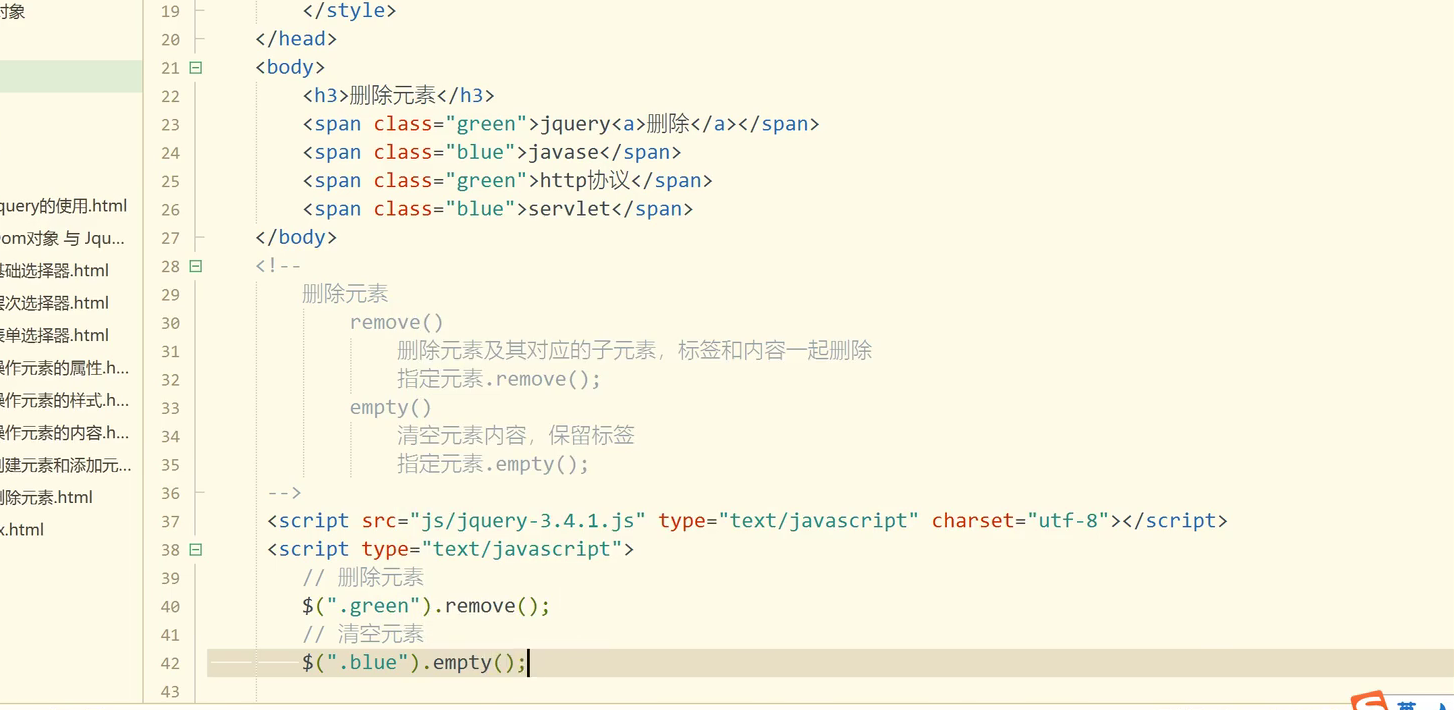 对象
query的使用.html
om对象 与 Jqu...
基础选择器.html
层次选择器.html
表单选择器.html
操作元素的属性.h...
操作元素的样式.h...
操作元素的内容.h...
创建元素和添加元...
删除元素.html
x.html
19 </style>
20 </head>
21 <body>
22 <h3>删除元素</h3>
23 <span class="green">jquery<a>删除</a></span>
24 <span class="blue">javase</span>
25 <span class="green">http协议</span>
26 <span class="blue">servlet</span>
27 </body>
28 <!--
29 删除元素
30 remove()
31 删除元素及其对应的子元素，标签和内容一起删除
32 指定元素.remove();
33 empty()
34 清空元素内容，保留标签
35 指定元素.empty();
36 -->
37 <script src="js/jquery-3.4.1.js" type="text/javascript" charset="utf-8"></script>
38 <script type="text/javascript">
39 // 删除元素
40 $(".green").remove();
41 // 清空元素
42 $(".blue").empty();
43